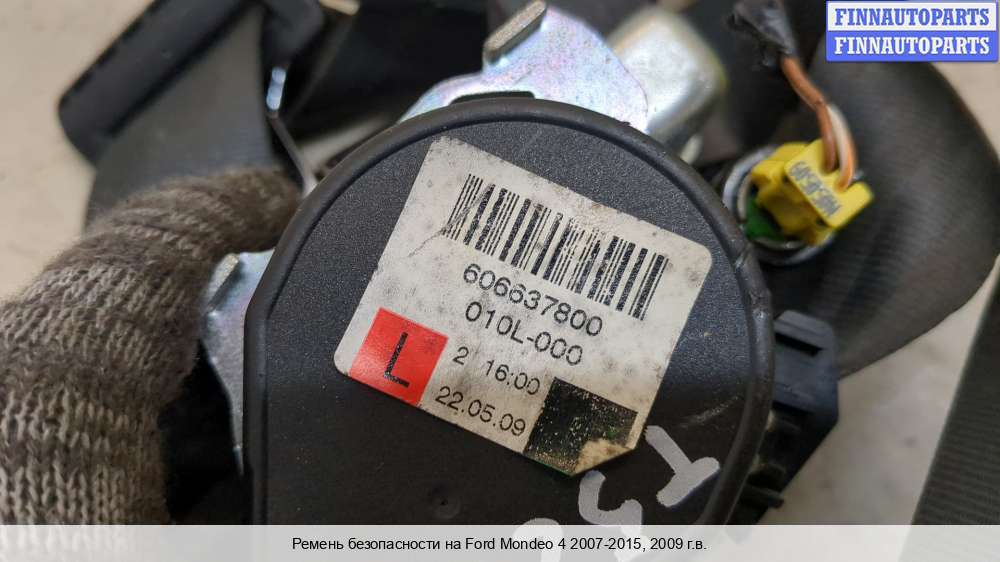 FINNAUTOPARTS
FINNAUTOPARTS
606637800
010L-000
L
2 16:00
22.05.09
Ремень безопасности на Ford Mondeo 4 2007-2015, 2009 г.в.